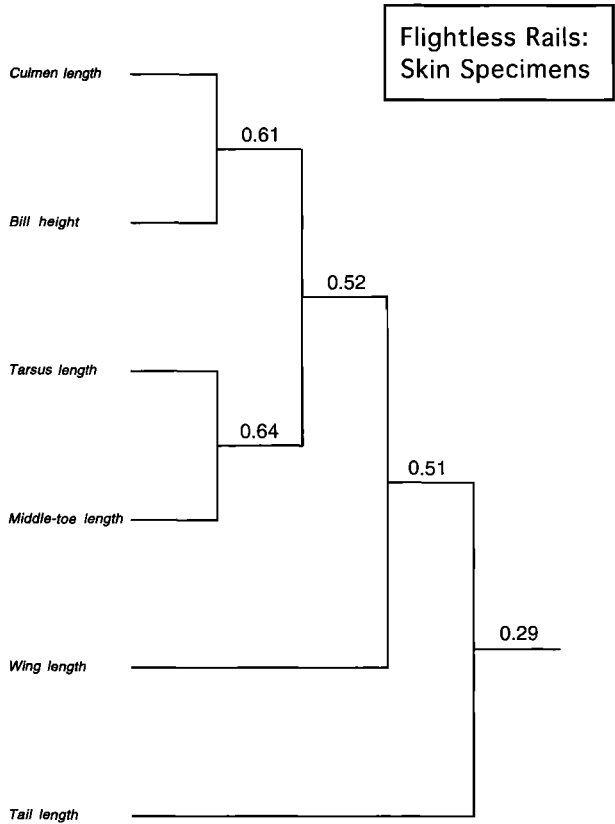 Flightless Rails:
Skin Specimens
Culmen length
0.61
Bill height
0.52
Tarsus length
0.64
0.51
Middle-toe length
0.29
Wing length
Tail length